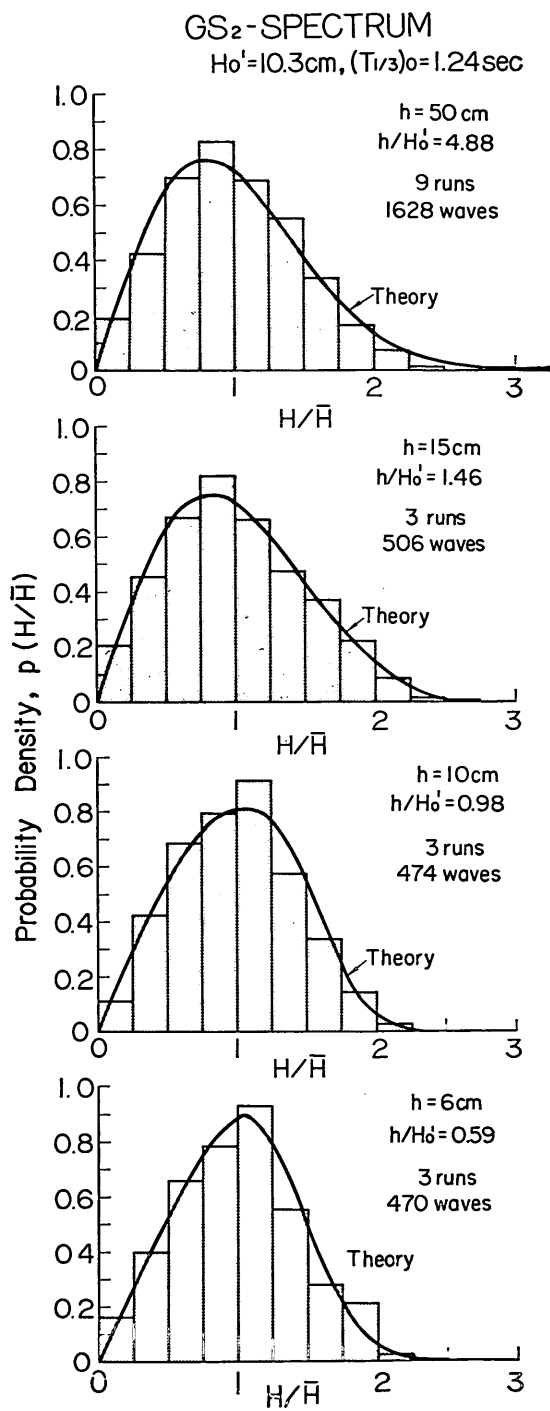 GS₂-SPECTRUM
H₀'=10.3cm, (T1/3)₀=1.24sec
Probability Density, p (H/H̅)
1.0
0.8
0.6
0.4
0.2
0
h=50cm
h/H₀'=4.88
9 runs
1628 waves
Theory
0 1 2 3
H/H̅
1.0
0.8
0.6
0.4
0.2
0
h=15cm
h/H₀'=1.46
3 runs
506 waves
Theory
0 1 2 3
H/H̅
1.0
0.8
0.6
0.4
0.2
0
h=10cm
h/H₀'=0.98
3 runs
474 waves
Theory
0 1 2 3
H/H̅
1.0
0.8
0.6
0.4
0.2
0
h=6cm
h/H₀'=0.59
3 runs
470 waves
Theory
0 1 2 3
H/H̅